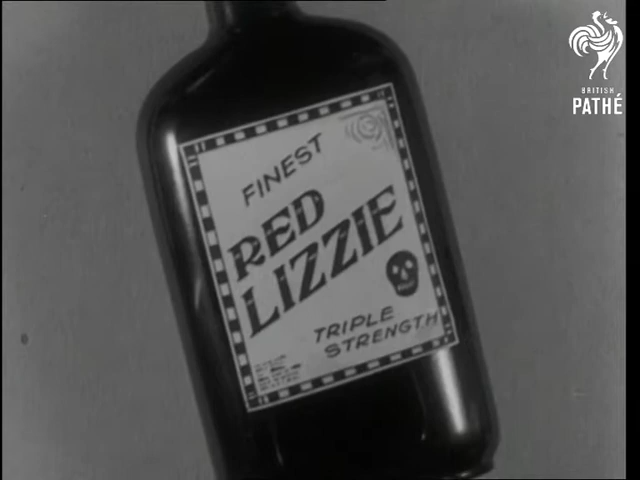 FINEST
RED
LIZZIE
TRIPLE
STRENGTH
BRITISH
PATHÉ